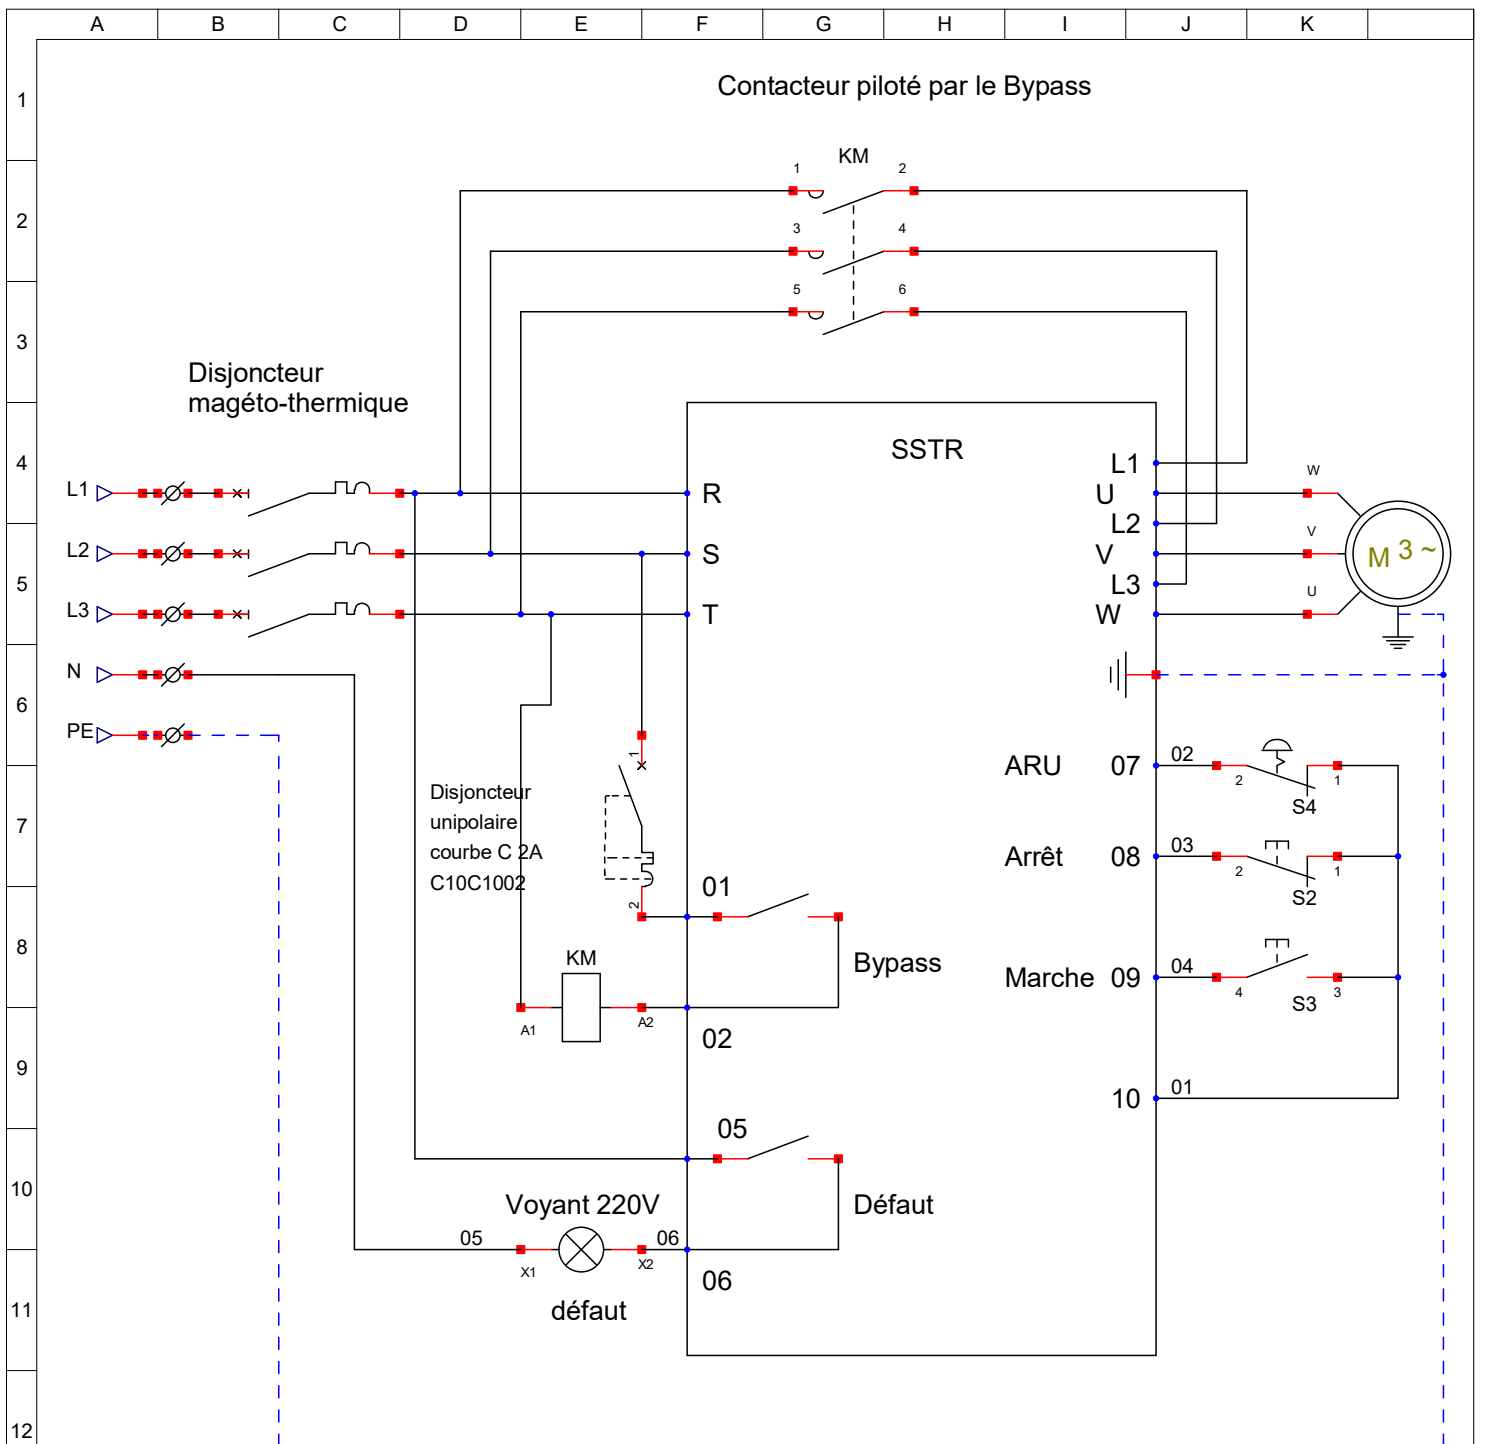 A B C D E F G H I J K
1
Contacteur piloté par le Bypass
KM
1 2
2
3 4
5 6
3
Disjoncteur
magéto-thermique
SSTR
4
L1
L1
W
R
U
L2
L2
V
S
V
M 3 ~
5
L3
L3
U
T
W
N
6
PE
1
ARU 07 02
2 1
S4
7
Disjoncteur
unipolaire
courbe C 2A
C10C1002
Arrêt 08 03
2 1
S2
01
2
8
KM
Bypass
Marche 09 04
4 3
S3
A1 A2
02
9
10 01
05
10
Voyant 220V
Défaut
05 06
X1 X2
06
défaut
11
12